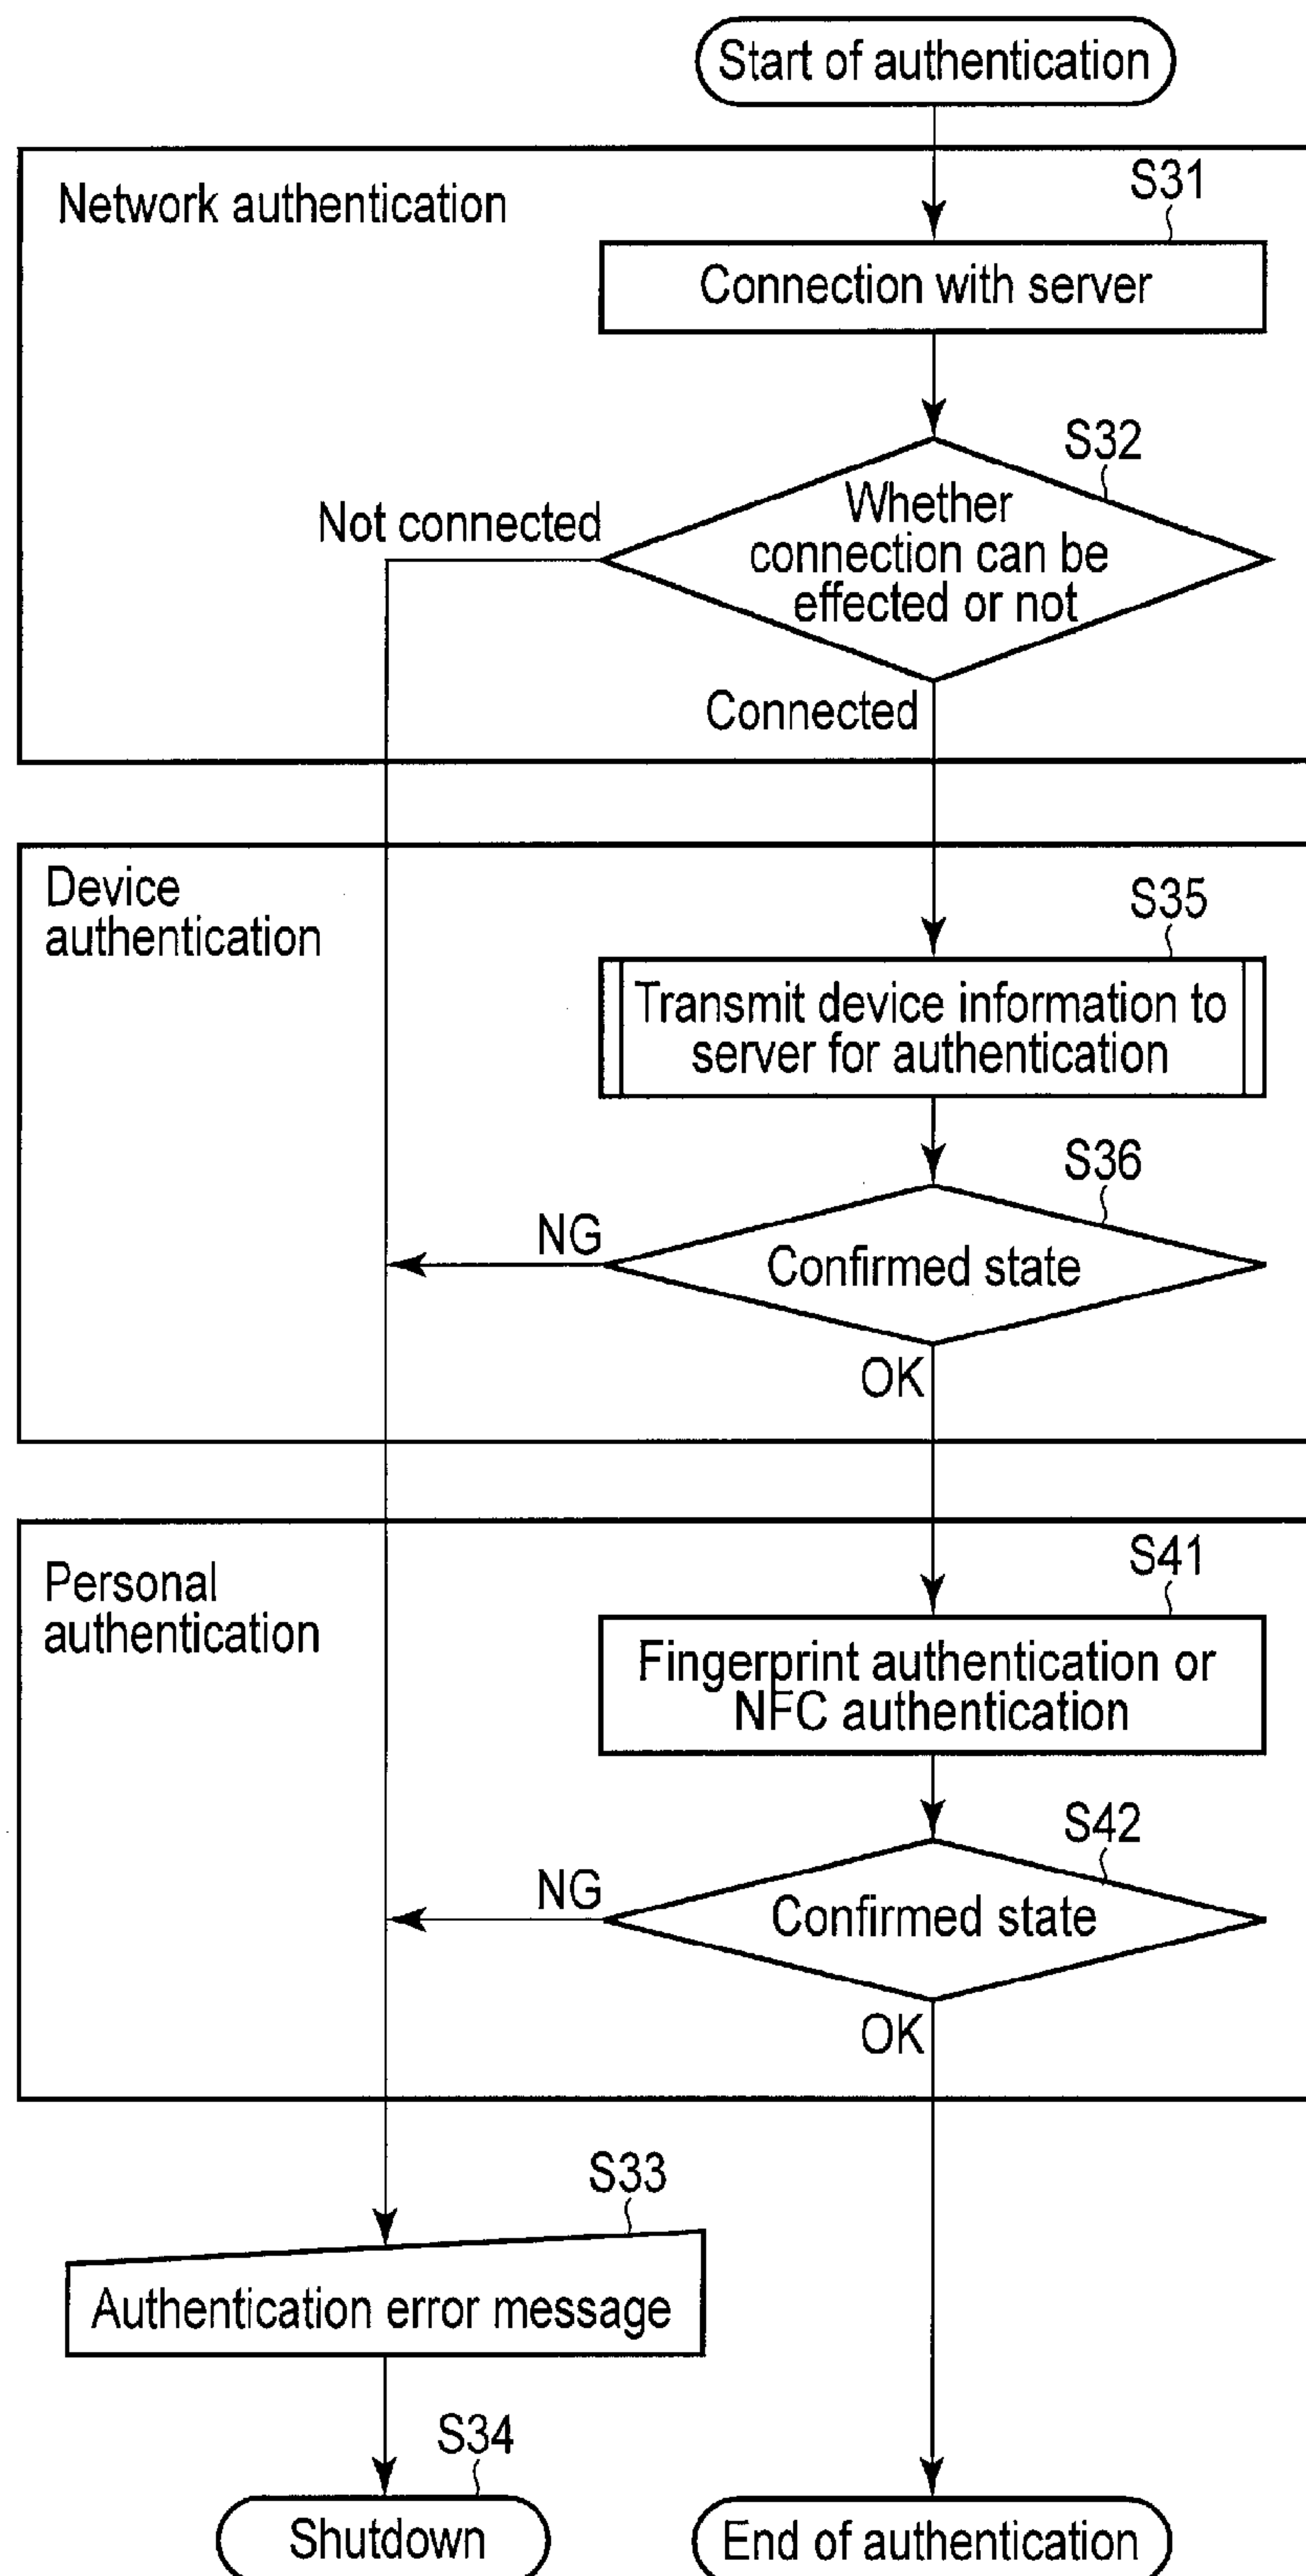 Start of authentication
Network authentication
S31
Connection with server
S32
Not connected
Whether
connection can be
effected or not
Connected
Device
authentication
S35
Transmit device information to
server for authentication
S36
NG
Confirmed state
OK
Personal
authentication
S41
Fingerprint authentication or
NFC authentication
S42
NG
Confirmed state
OK
S33
Authentication error message
S34
Shutdown
End of authentication